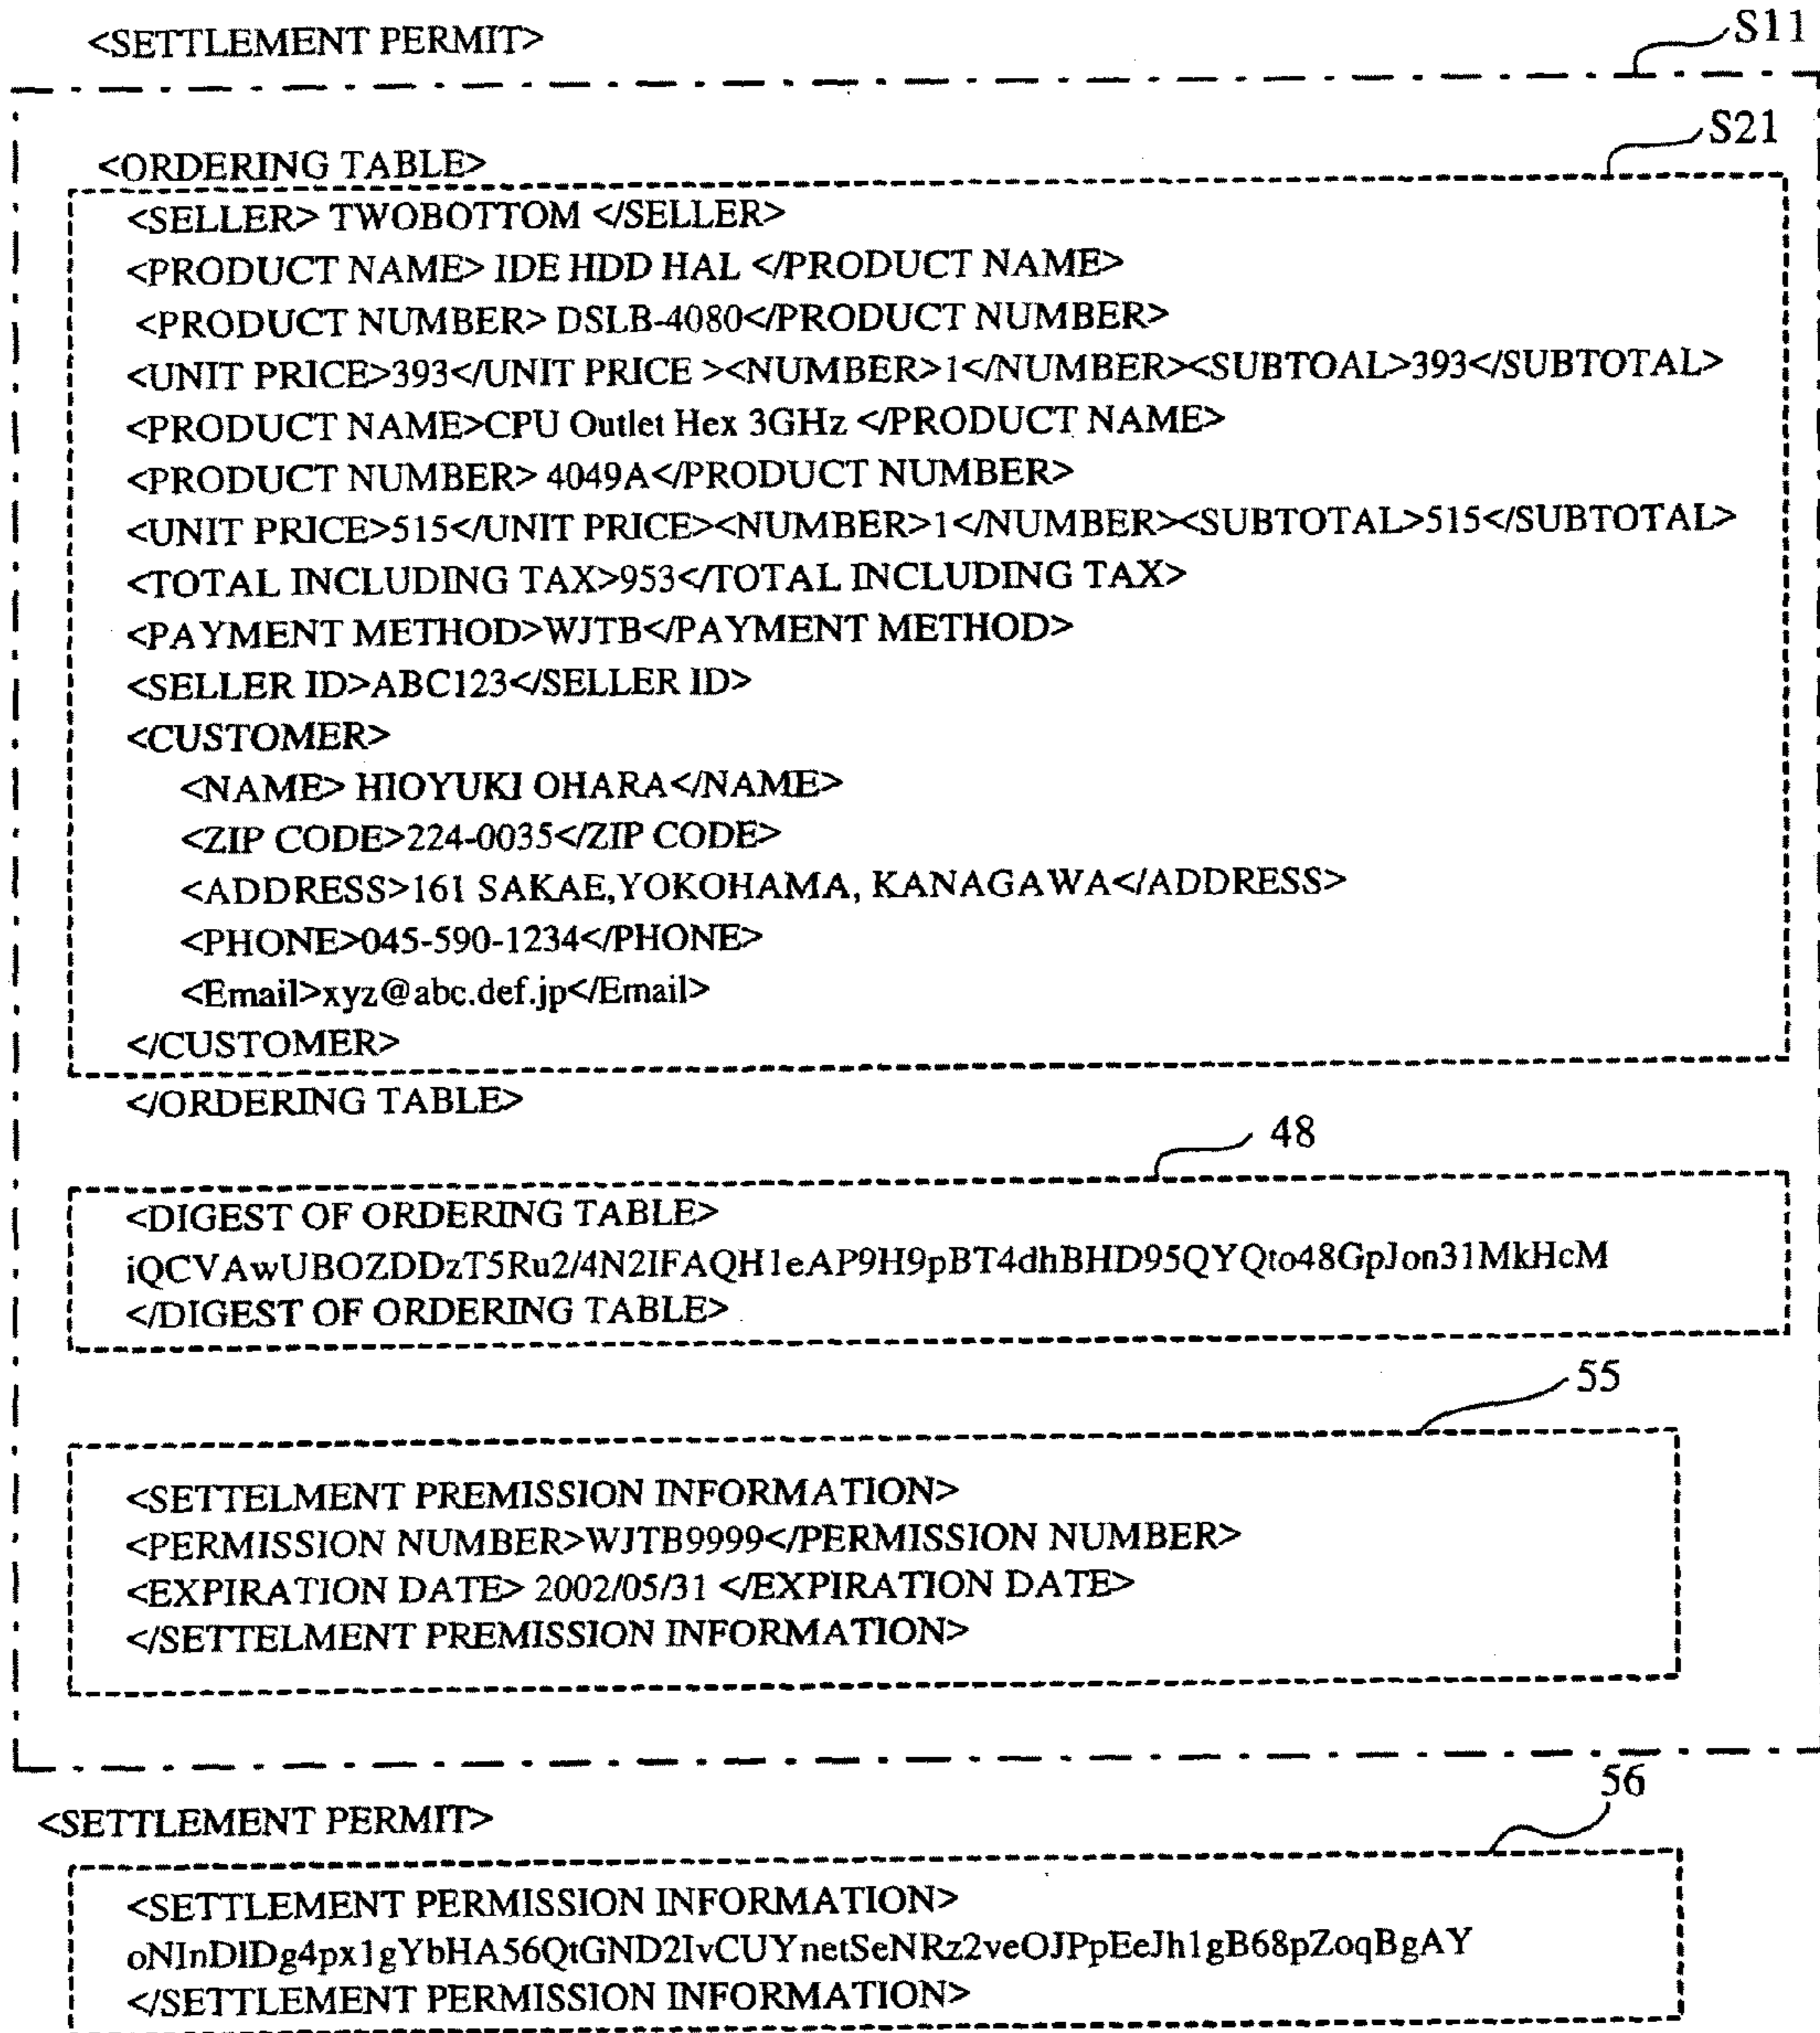 <SETTLEMENT PERMIT>
S11
S21
<ORDERING TABLE>
<SELLER> TWOBOTTOM </SELLER>
<PRODUCT NAME> IDE HDD HAL </PRODUCT NAME>
<PRODUCT NUMBER> DSLB-4080</PRODUCT NUMBER>
<UNIT PRICE>393</UNIT PRICE ><NUMBER>1</NUMBER><SUBTOAL>393</SUBTOTAL>
<PRODUCT NAME>CPU Outlet Hex 3GHz </PRODUCT NAME>
<PRODUCT NUMBER> 4049A</PRODUCT NUMBER>
<UNIT PRICE>515</UNIT PRICE><NUMBER>1</NUMBER><SUBTOTAL>515</SUBTOTAL>
<TOTAL INCLUDING TAX>953</TOTAL INCLUDING TAX>
<PAYMENT METHOD>WJTB</PAYMENT METHOD>
<SELLER ID>ABC123</SELLER ID>
<CUSTOMER>
<NAME> HIOYUKI OHARA</NAME>
<ZIP CODE>224-0035</ZIP CODE>
<ADDRESS>161 SAKAE,YOKOHAMA, KANAGAWA</ADDRESS>
<PHONE>045-590-1234</PHONE>
<Email>xyz@abc.def.jp</Email>
</CUSTOMER>
</ORDERING TABLE>
48
<DIGEST OF ORDERING TABLE>
iQCVAwUBOZDDzT5Ru2/4N2IFAQH1eAP9H9pBT4dhBHD95QYQto48GpJon31MkHcM
</DIGEST OF ORDERING TABLE>
55
<SETTELMENT PREMISSION INFORMATION>
<PERMISSION NUMBER>WJTB9999</PERMISSION NUMBER>
<EXPIRATION DATE> 2002/05/31 </EXPIRATION DATE>
</SETTELMENT PREMISSION INFORMATION>
56
<SETTLEMENT PERMIT>
<SETTLEMENT PERMISSION INFORMATION>
oNInDlDg4px1gYbHA56QtGND2IvCUYnetSeNRz2veOJPpEeJh1gB68pZoqBgAY
</SETTLEMENT PERMISSION INFORMATION>